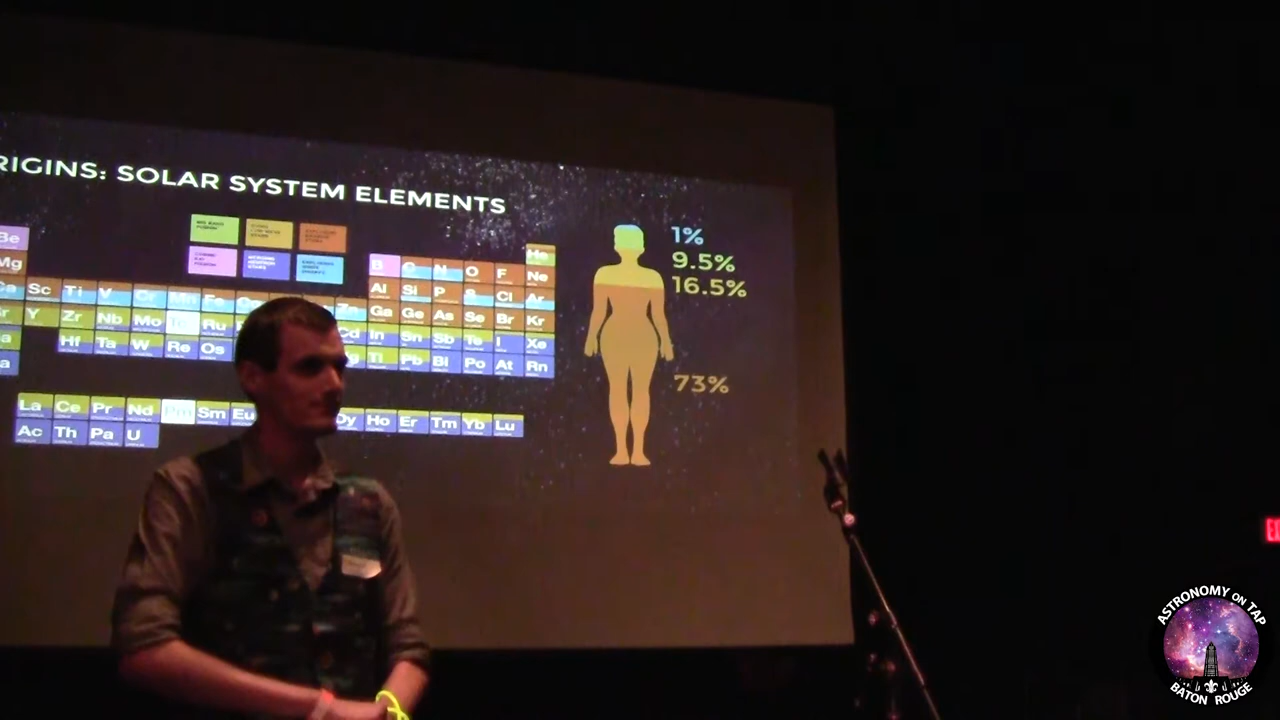 RIGINS: SOLAR SYSTEM ELEMENTS
Be
He
Mg
B C N O F Ne
Al Si P S Cl Ar
Sc Ti V Cr Mn Fe Co Zn Ga Ge As Se Br Kr
Y Zr Nb Mo Tc Ru Cd In Sn Sb Te I Xe
Hf Ta W Re Os Tl Pb Bi Po At Rn
La Ce Pr Nd Pm Sm Eu Dy Ho Er Tm Yb Lu
Ac Th Pa U
1%
9.5%
16.5%
73%
ASTRONOMY ON TAP
BATON ROUGE